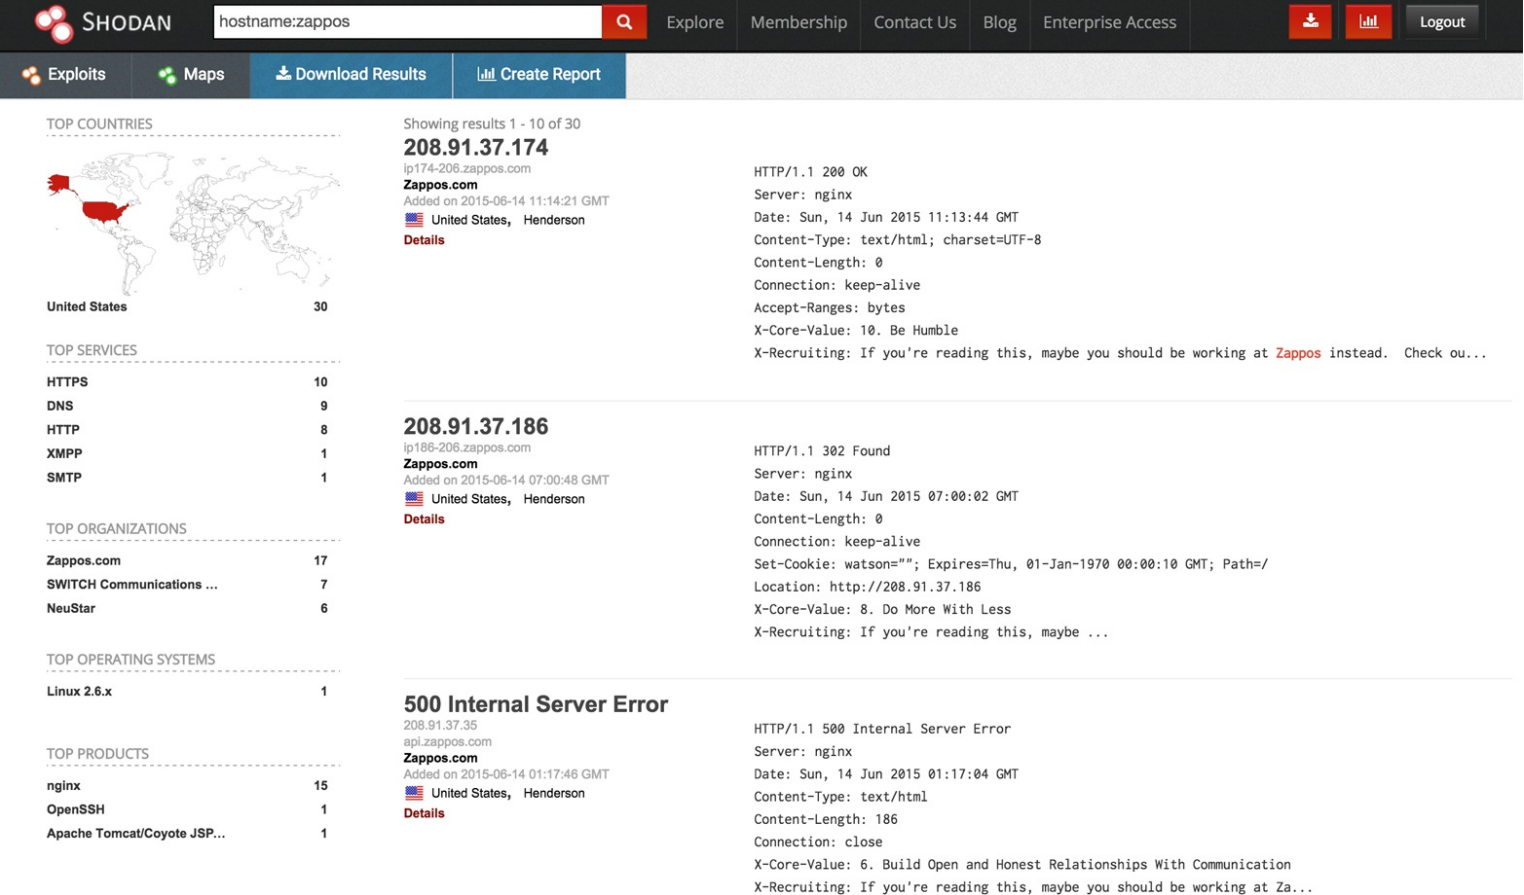 SHODAN
hostname:zappos
Explore
Membership
Contact Us
Blog
Enterprise Access
Logout
Exploits
Maps
Download Results
Create Report
TOP COUNTRIES
United States 30
TOP SERVICES
HTTPS 10
DNS 9
HTTP 8
XMPP 1
SMTP 1
TOP ORGANIZATIONS
Zappos.com 17
SWITCH Communications ... 7
NeuStar 6
TOP OPERATING SYSTEMS
Linux 2.6.x 1
TOP PRODUCTS
nginx 15
OpenSSH 1
Apache Tomcat/Coyote JSP... 1
Showing results 1 - 10 of 30
208.91.37.174
ip174-206.zappos.com
Zappos.com
Added on 2015-06-14 11:14:21 GMT
United States, Henderson
Details
HTTP/1.1 200 OK
Server: nginx
Date: Sun, 14 Jun 2015 11:13:44 GMT
Content-Type: text/html; charset=UTF-8
Content-Length: 0
Connection: keep-alive
Accept-Ranges: bytes
X-Core-Value: 10. Be Humble
X-Recruiting: If you're reading this, maybe you should be working at Zappos instead.  Check ou...
208.91.37.186
ip186-206.zappos.com
Zappos.com
Added on 2015-06-14 07:00:48 GMT
United States, Henderson
Details
HTTP/1.1 302 Found
Server: nginx
Date: Sun, 14 Jun 2015 07:00:02 GMT
Content-Length: 0
Connection: keep-alive
Set-Cookie: watson=""; Expires=Thu, 01-Jan-1970 00:00:10 GMT; Path=/
Location: http://208.91.37.186
X-Core-Value: 8. Do More With Less
X-Recruiting: If you're reading this, maybe ...
500 Internal Server Error
208.91.37.35
api.zappos.com
Zappos.com
Added on 2015-06-14 01:17:46 GMT
United States, Henderson
Details
HTTP/1.1 500 Internal Server Error
Server: nginx
Date: Sun, 14 Jun 2015 01:17:04 GMT
Content-Type: text/html
Content-Length: 186
Connection: close
X-Core-Value: 6. Build Open and Honest Relationships With Communication
X-Recruiting: If you're reading this, maybe you should be working at Za...